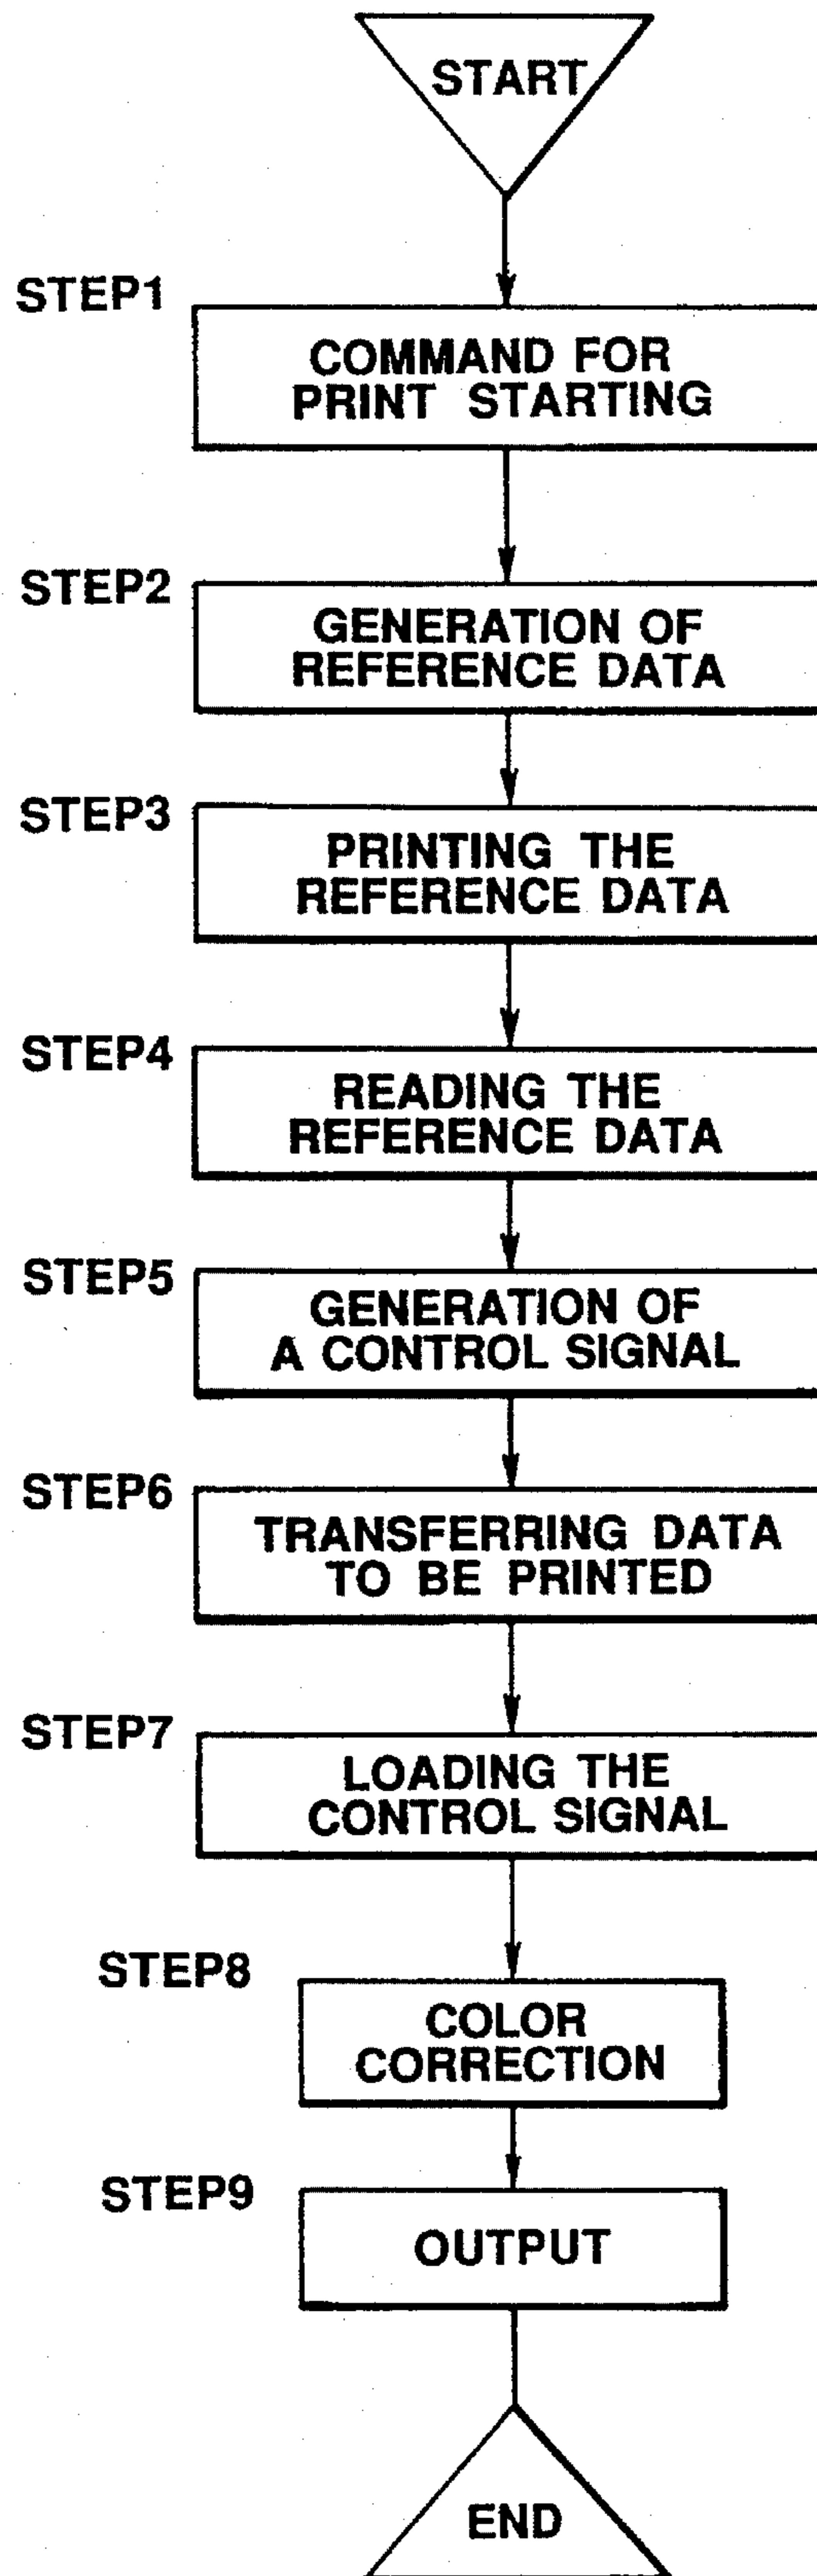 START
STEP1
COMMAND FOR
PRINT STARTING
STEP2
GENERATION OF
REFERENCE DATA
STEP3
PRINTING THE
REFERENCE DATA
STEP4
READING THE
REFERENCE DATA
STEP5
GENERATION OF
A CONTROL SIGNAL
STEP6
TRANSFERRING DATA
TO BE PRINTED
STEP7
LOADING THE
CONTROL SIGNAL
STEP8
COLOR
CORRECTION
STEP9
OUTPUT
END